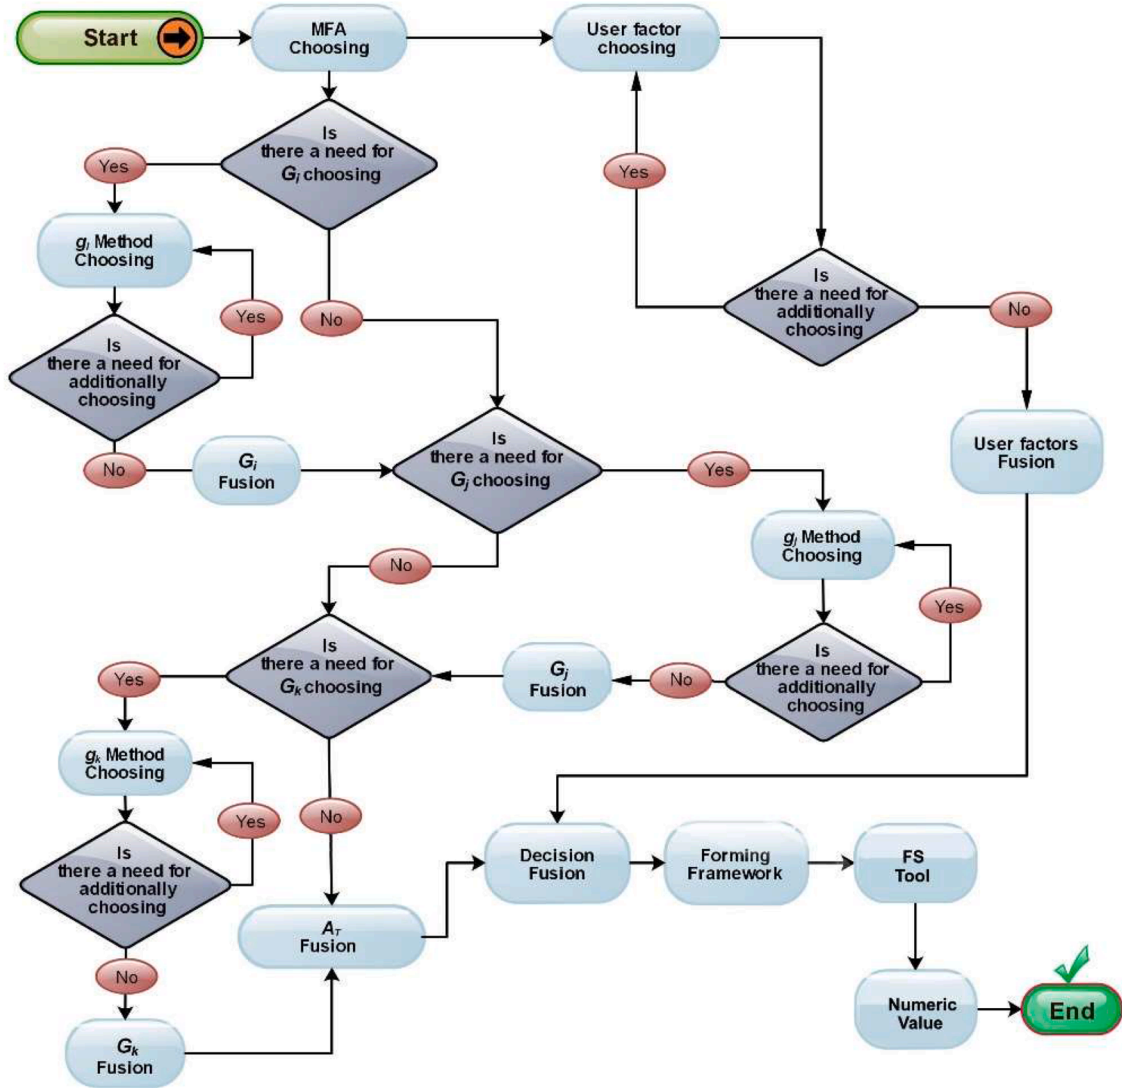 Start
MFA
Choosing
User factor
choosing
Is
there a need for
Gi choosing
Yes
Yes
gi Method
Choosing
Yes
No
Is
there a need for
additionally
choosing
No
Is
there a need for
additionally
choosing
No
Gi
Fusion
Is
there a need for
Gj choosing
Yes
User factors
Fusion
gj Method
Choosing
No
Yes
Is
there a need for
Gk choosing
Yes
Gj
Fusion
No
Is
there a need for
additionally
choosing
gk Method
Choosing
Yes
No
Is
there a need for
additionally
choosing
Decision
Fusion
Forming
Framework
FS
Tool
AT
Fusion
No
Numeric
Value
End
Gk
Fusion